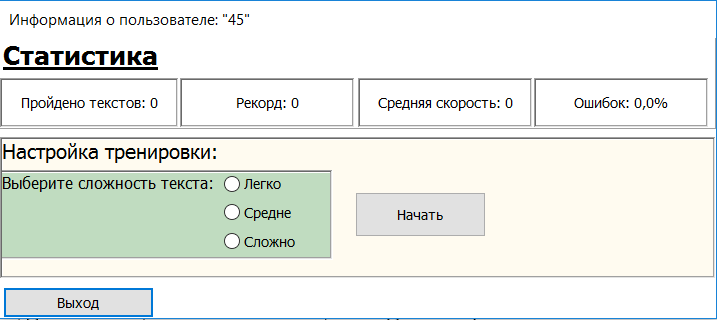 Информация о пользователе: "45"
Статистика
Пройдено текстов: 0 Рекорд: 0 Средняя скорость: 0 Ошибок: 0,0%
Настройка тренировки:
Выберите сложность текста: Легко
Средне
Начать
Сложно
Выход